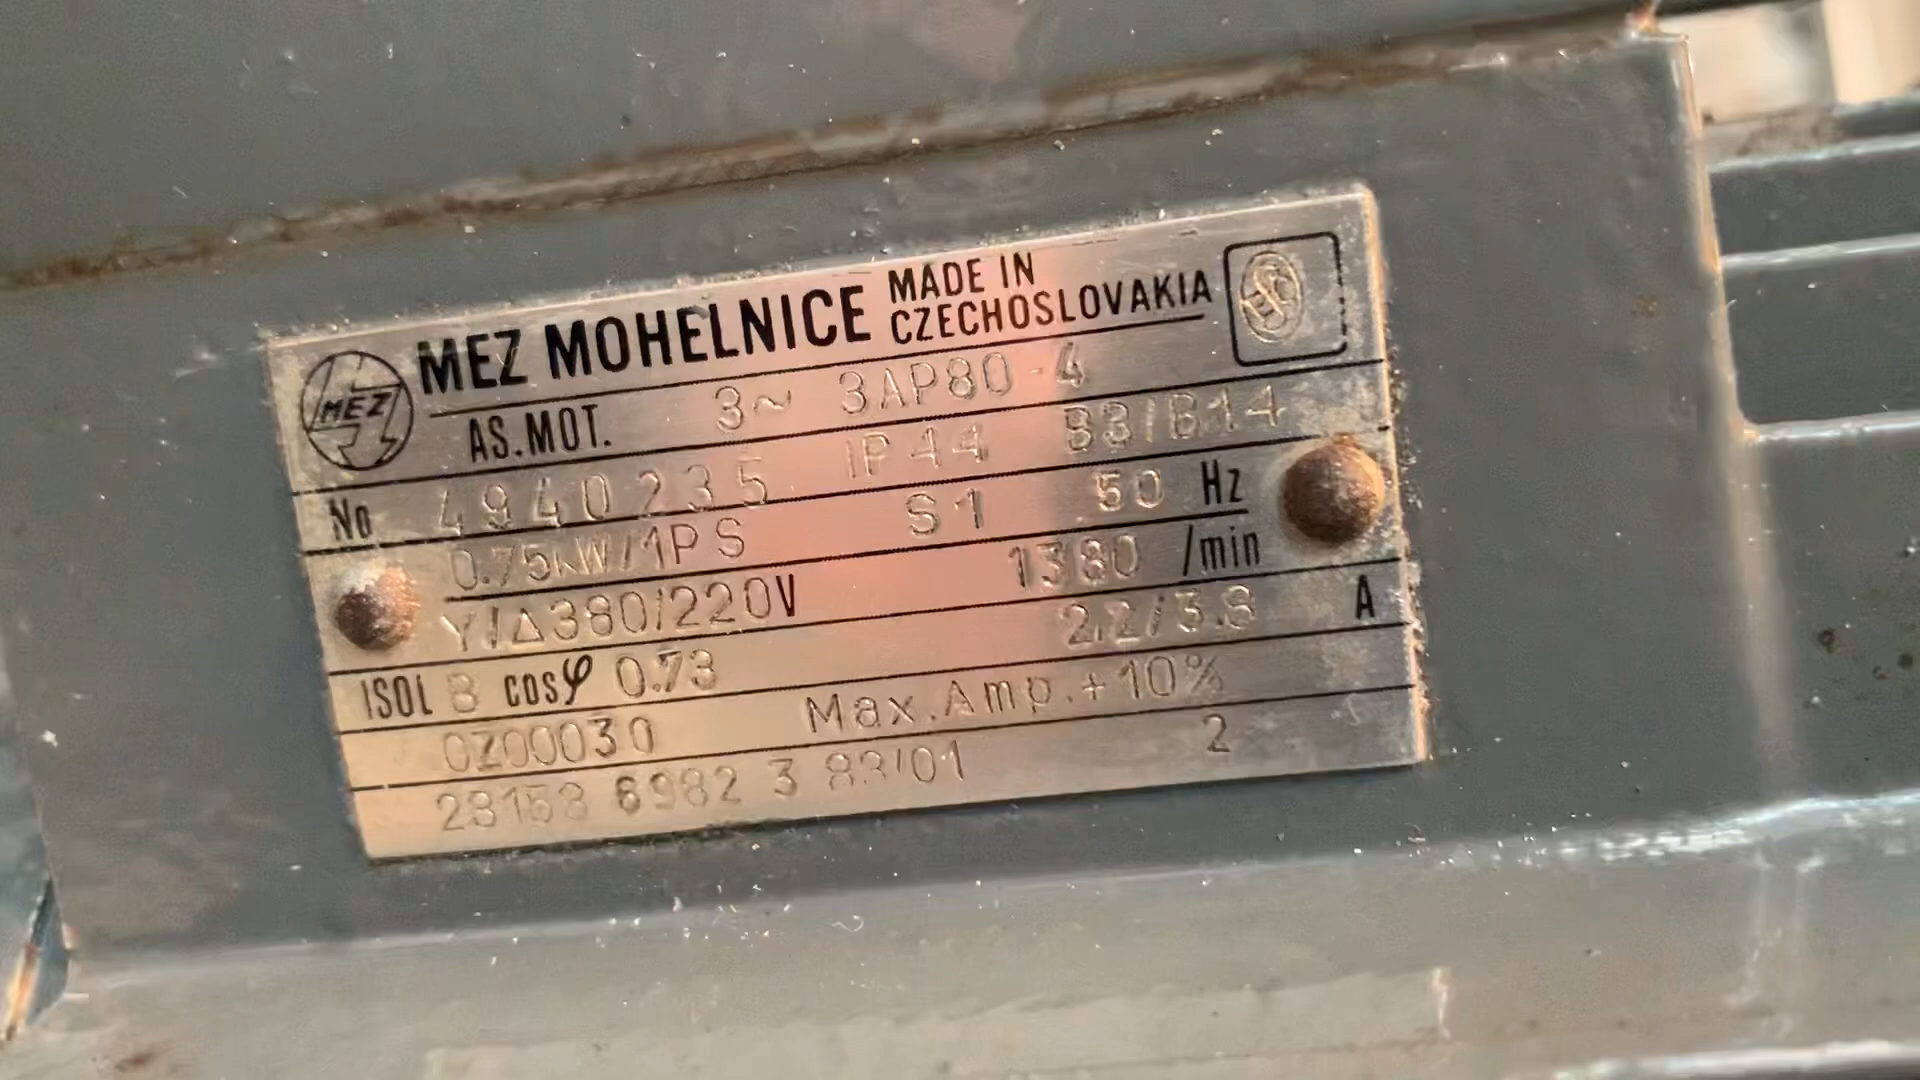 MEZ MEZ MOHELNICE MADE IN CZECHOSLOVAKIA
AS.MOT. 3~ 3AP80-4
No 4940235 IP44 B3/B14
0.75kW/1PS S1 50 Hz
Y/Δ380/220V 1380 /min
2.2/3.8 A
ISOL B cosφ 0.73
0Z00030 Max.Amp.+10%
28158 6982 3 83/01 2